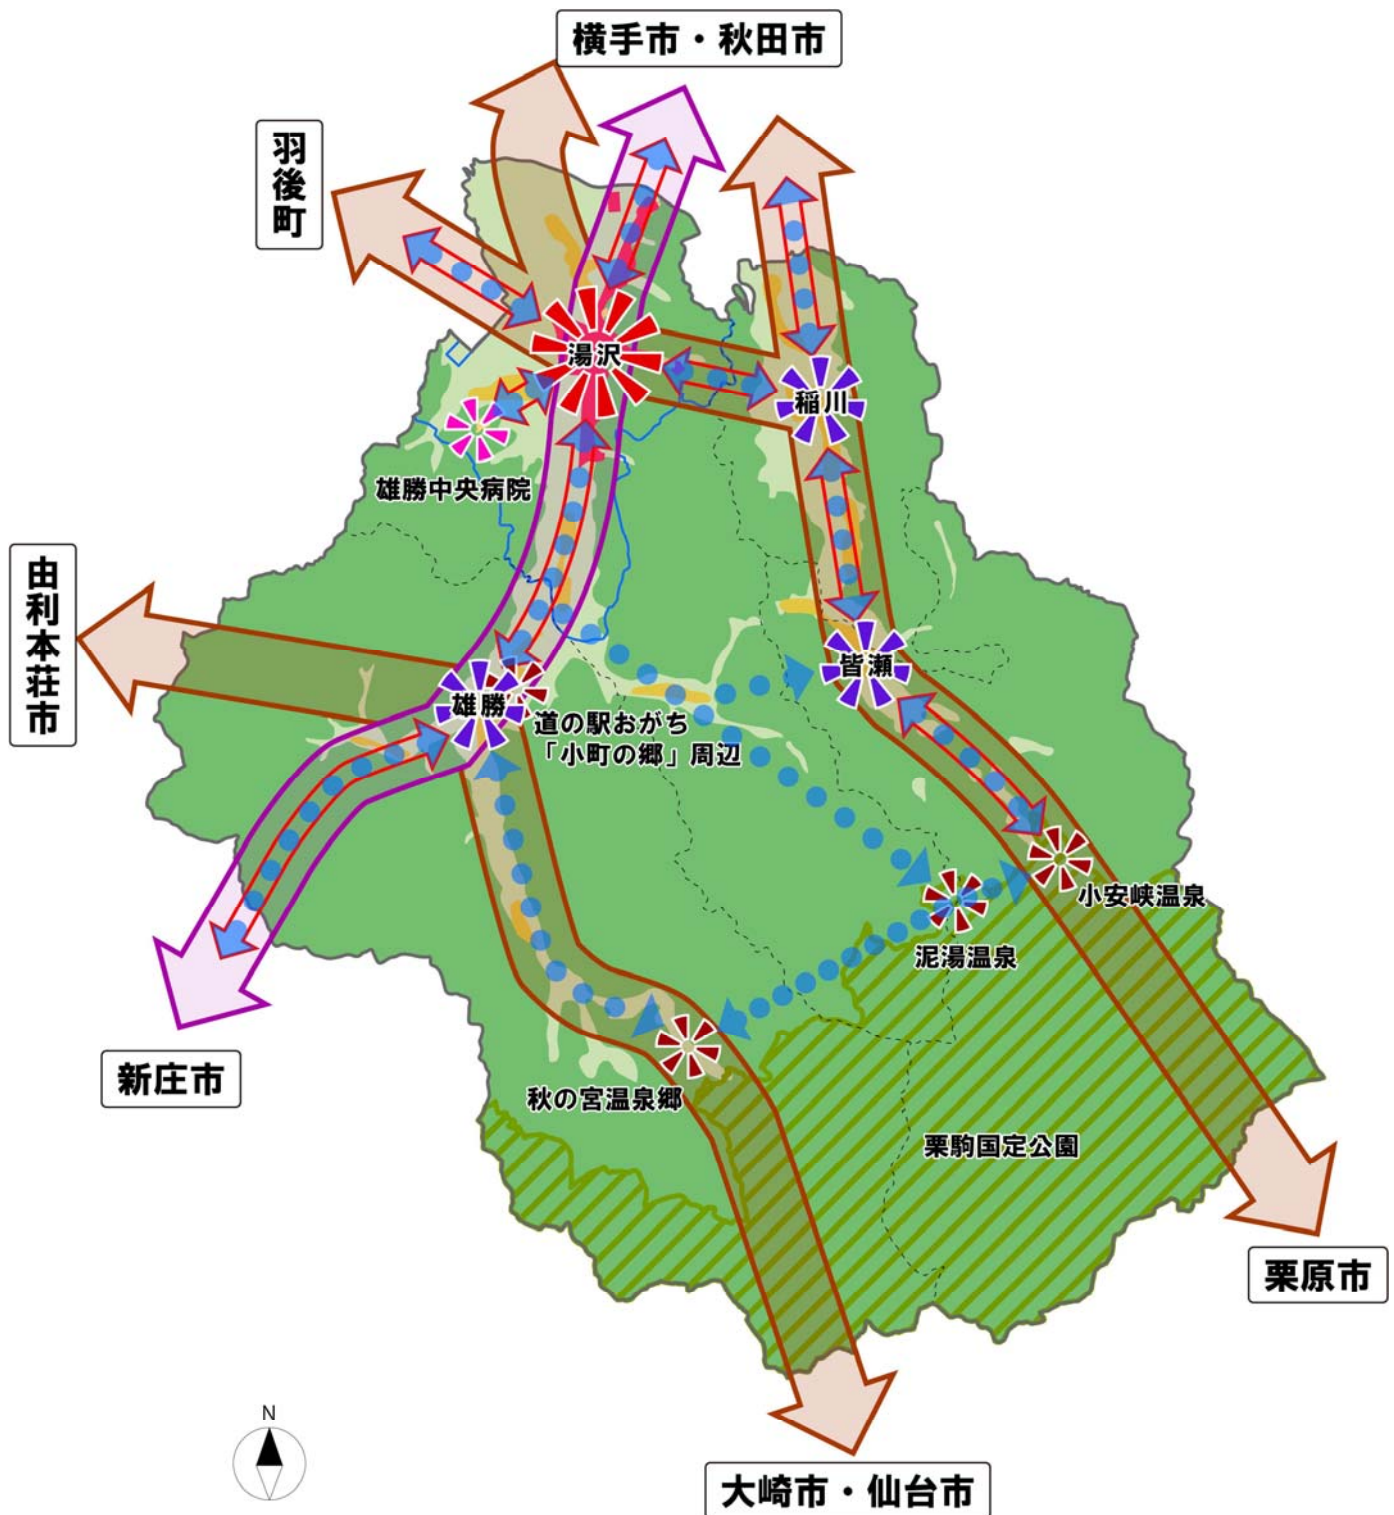 横手市・秋田市
羽後町
湯沢
稲川
雄勝中央病院
由利本荘市
皆瀬
雄勝
道の駅おがち
「小町の郷」周辺
小安峡温泉
泥湯温泉
新庄市
秋の宮温泉郷
栗駒国定公園
栗原市
N
大崎市・仙台市